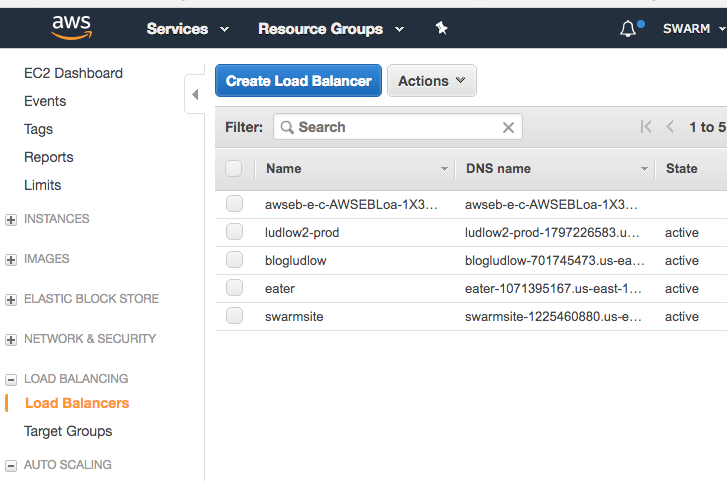 aws Services Resource Groups SWARM
EC2 Dashboard
Events
Tags
Reports
Limits
INSTANCES
IMAGES
ELASTIC BLOCK STORE
NETWORK & SECURITY
LOAD BALANCING
Load Balancers
Target Groups
AUTO SCALING
Create Load Balancer Actions
Filter: Search 1 to 5
Name DNS name State
awseb-e-c-AWSEBLoa-1X3... awseb-e-c-AWSEBLoa-1X3...
ludlow2-prod ludlow2-prod-1797226583.u... active
blogludlow blogludlow-701745473.us-ea... active
eater eater-1071395167.us-east-1... active
swarmsite swarmsite-1225460880.us-e... active